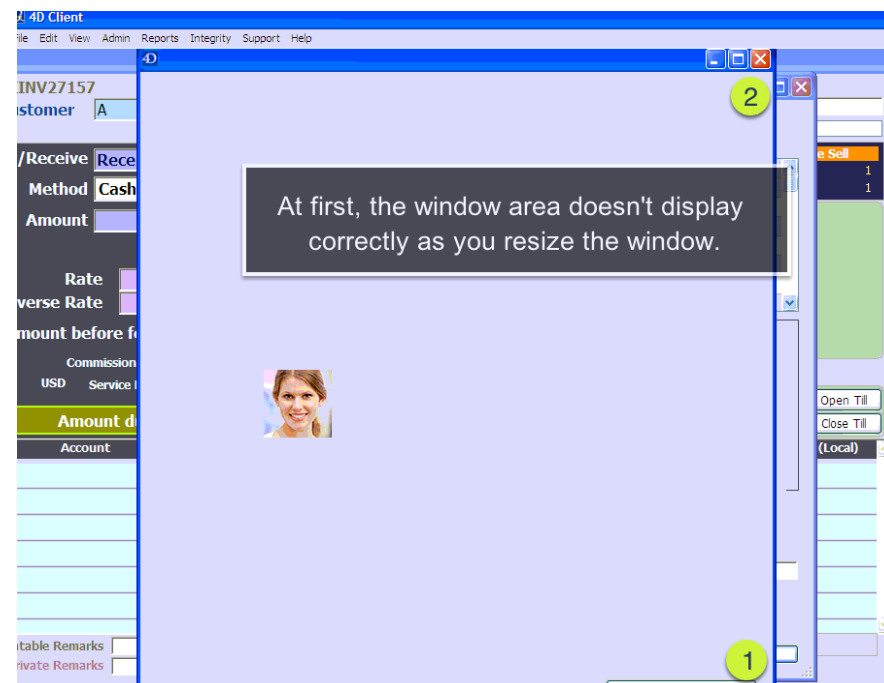 4D Client
File Edit View Admin Reports Integrity Support Help
4D
INV27157
2
ustomer A
/Receive Rece
e Sell
1
Method Cash
1
At first, the window area doesn't display
correctly as you resize the window.
Amount
Rate
verse Rate
mount before f
Commission
USD Service
Open Till
Amount d
Close Till
Account
(Local)
ntable Remarks
rivate Remarks
1